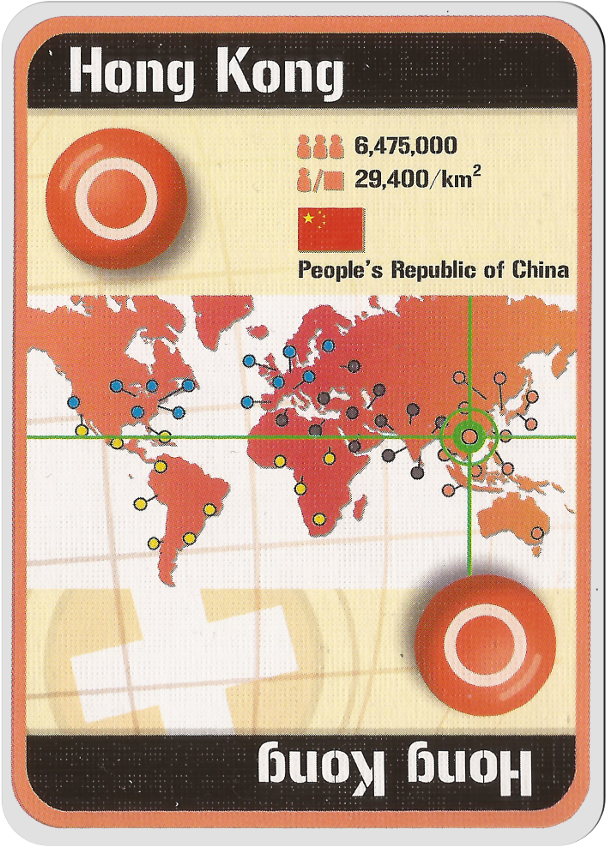 Hong Kong
6,475,000
29,400/km²
People's Republic of China
Hong Kong